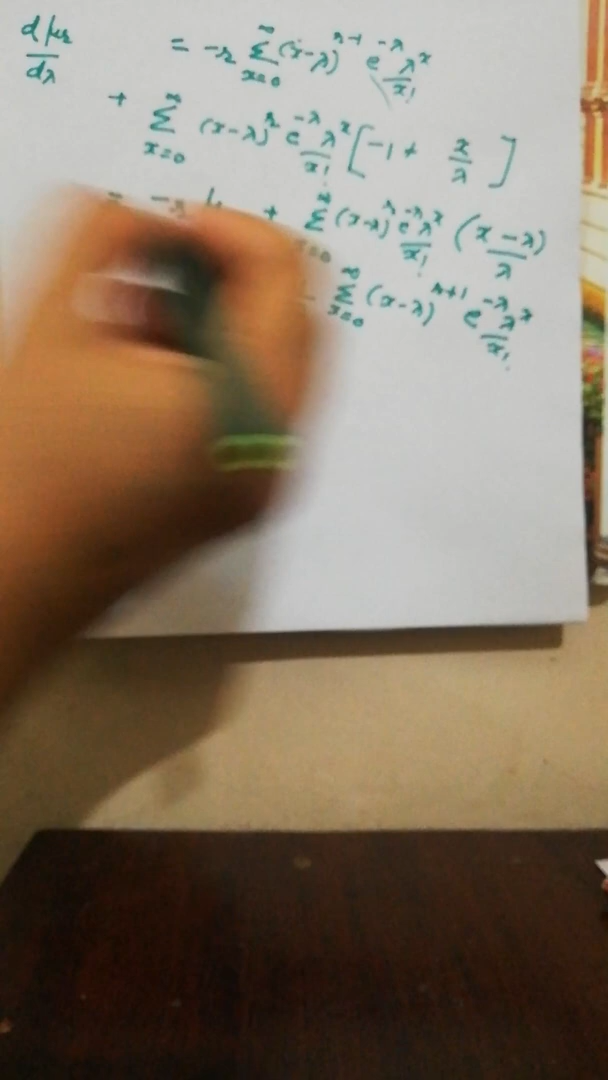 dμr/dλ = -r Σ_{x=0}^{∞} (x-λ)^{r-1} e^{-λ} λ^x / x!
+ Σ_{x=0}^{∞} (x-λ)^r e^{-λ} λ^x / x! [-1 + x/λ]
= -r + Σ^{∞} (x-λ)^r e^{-λ} λ^x / x! (x-λ)/λ
Σ_{x=0}^{∞} (x-λ)^{r+1} e^{-λ} λ^x / x!